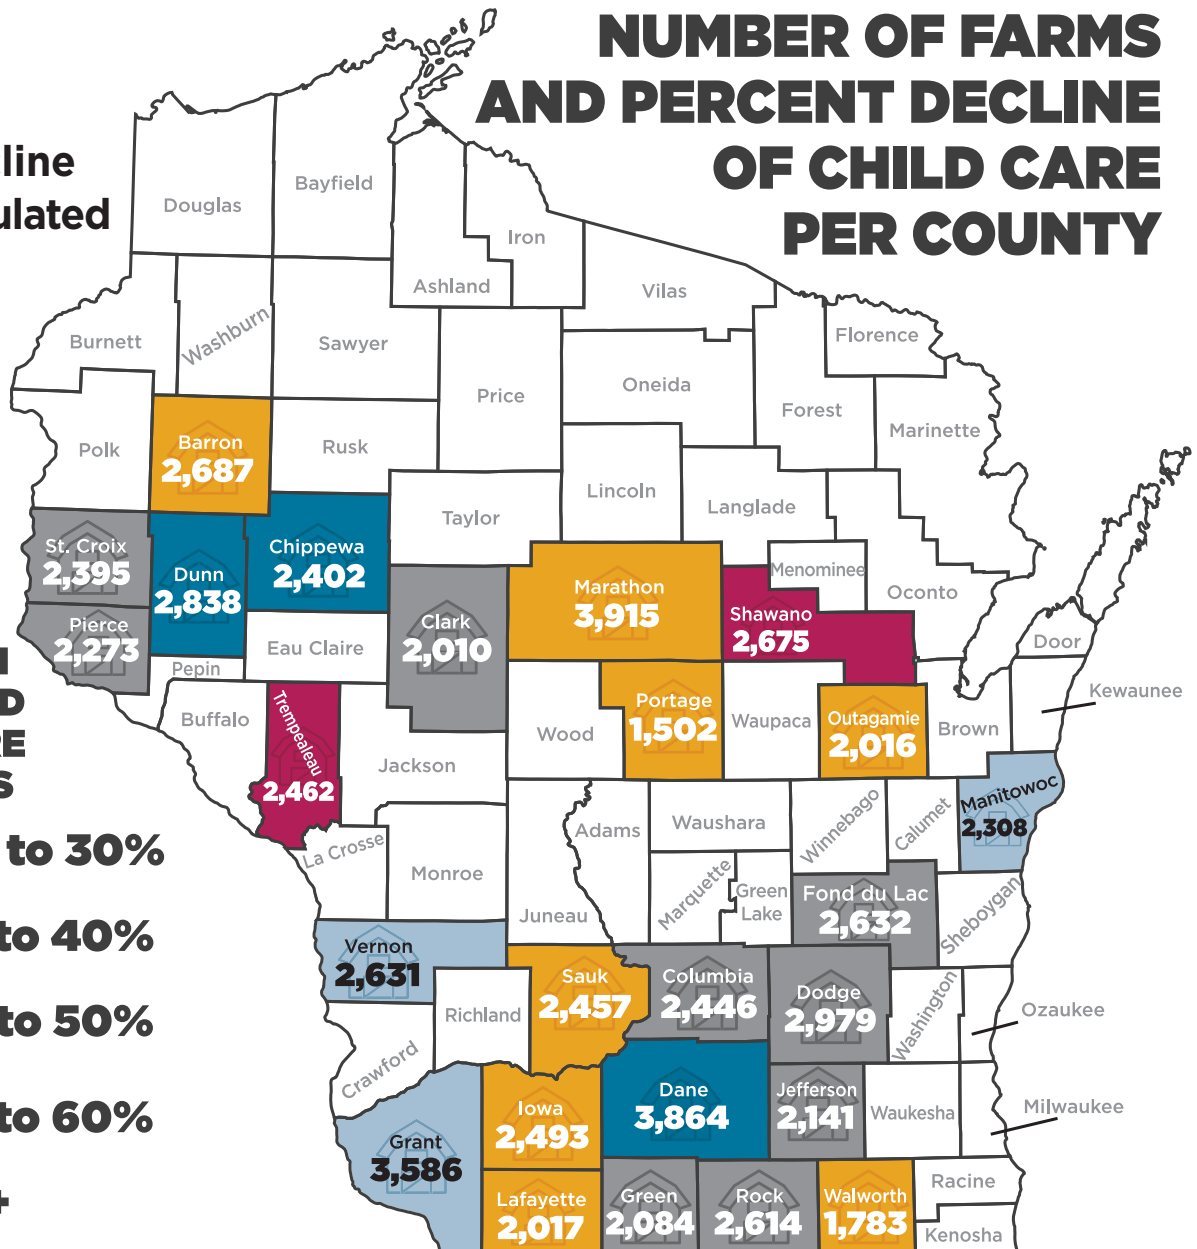 NUMBER OF FARMS
AND PERCENT DECLINE
OF CHILD CARE
PER COUNTY
line
ulated
Douglas
Bayfield
Iron
Ashland
Vilas
Burnett
Washburn
Sawyer
Florence
Price
Oneida
Forest
Marinette
Polk
Barron
2,687
Rusk
Lincoln
Langlade
Taylor
St. Croix
2,395
Dunn
2,838
Chippewa
2,402
Marathon
3,915
Menominee
Oconto
Shawano
2,675
Pierce
2,273
Clark
2,010
Eau Claire
Pepin
Door
Kewaunee
D
RE
S
Buffalo
Trempealeau
2,462
Jackson
Wood
Portage
1,502
Waupaca
Outagamie
2,016
Brown
Manitowoc
2,308
to 30%
to 40%
to 50%
to 60%
+
La Crosse
Monroe
Juneau
Adams
Waushara
Winnebago
Calumet
Marquette
Green
Lake
Fond du Lac
2,632
Sheboygan
Vernon
2,631
Richland
Sauk
2,457
Columbia
2,446
Dodge
2,979
Washington
Ozaukee
Crawford
Grant
3,586
Iowa
2,493
Dane
3,864
Jefferson
2,141
Waukesha
Milwaukee
Lafayette
2,017
Green
2,084
Rock
2,614
Walworth
1,783
Racine
Kenosha